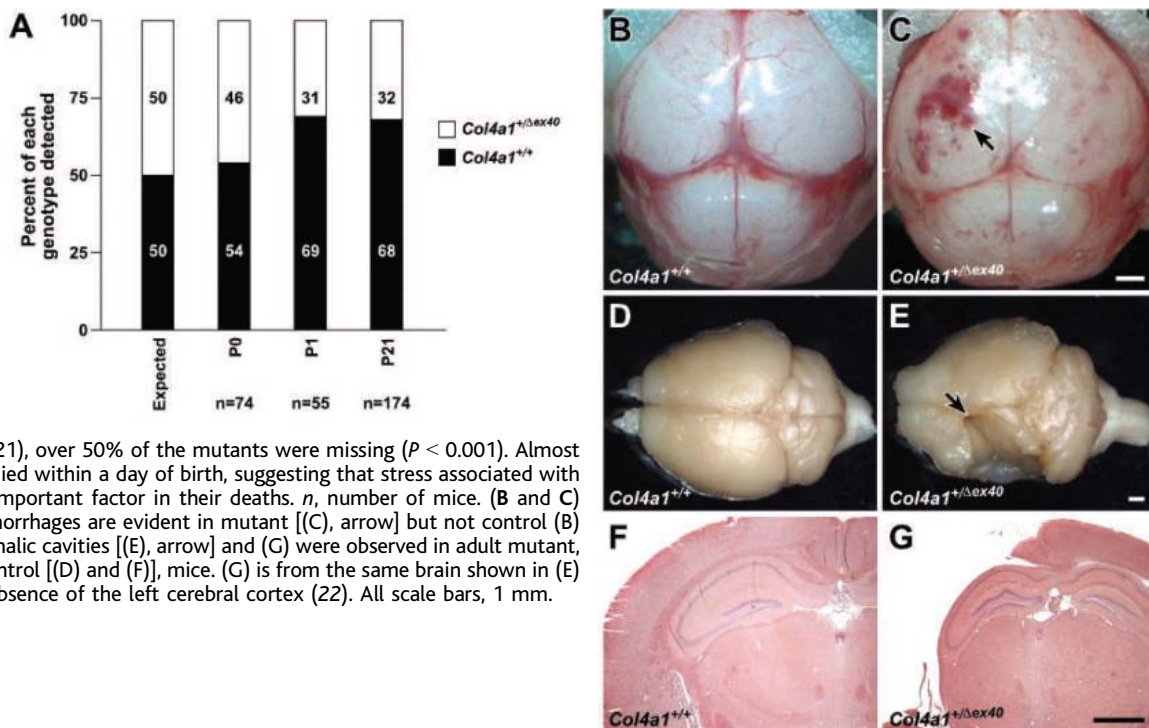 A
100
75
50
25
0
Percent of each
genotype detected
50
46
31
32
50
54
69
68
Col4a1+/Δex40
Col4a1+/+
Expected
P0
P1
P21
n=74
n=55
n=174
21), over 50% of the mutants were missing (P < 0.001). Almost
ied within a day of birth, suggesting that stress associated with
mportant factor in their deaths. n, number of mice. (B and C)
norrhages are evident in mutant [(C), arrow] but not control (B)
nalic cavities [(E), arrow] and (G) were observed in adult mutant,
ntrol [(D) and (F)], mice. (G) is from the same brain shown in (E)
bsence of the left cerebral cortex (22). All scale bars, 1 mm.
B
Col4a1+/+
C
Col4a1+/Δex40
D
Col4a1+/+
E
Col4a1+/Δex40
F
Col4a1+/+
G
Col4a1+/Δex40